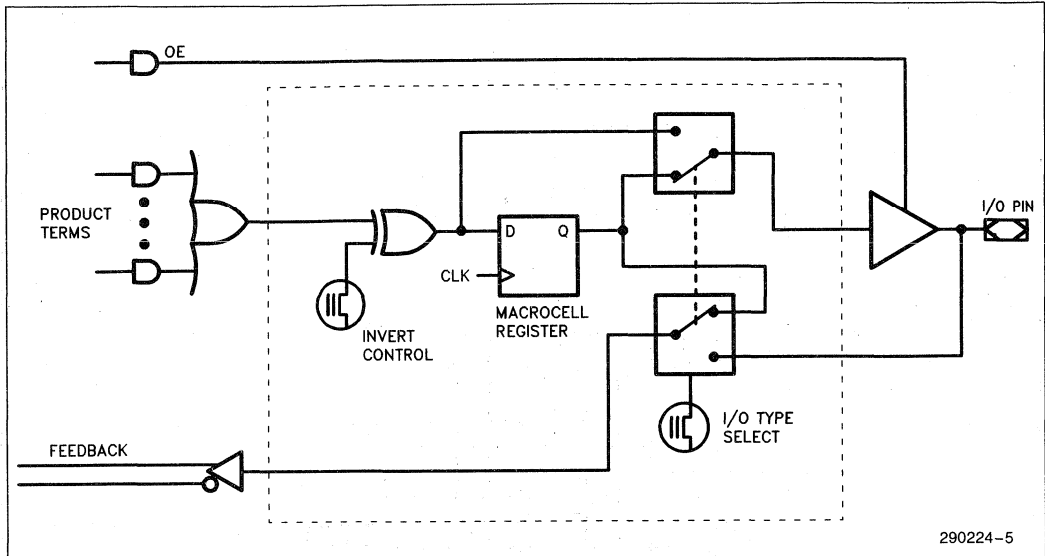 OE
PRODUCT
TERMS
I/O PIN
D
Q
CLK
MACROCELL
REGISTER
INVERT
CONTROL
I/O TYPE
SELECT
FEEDBACK
290224-5